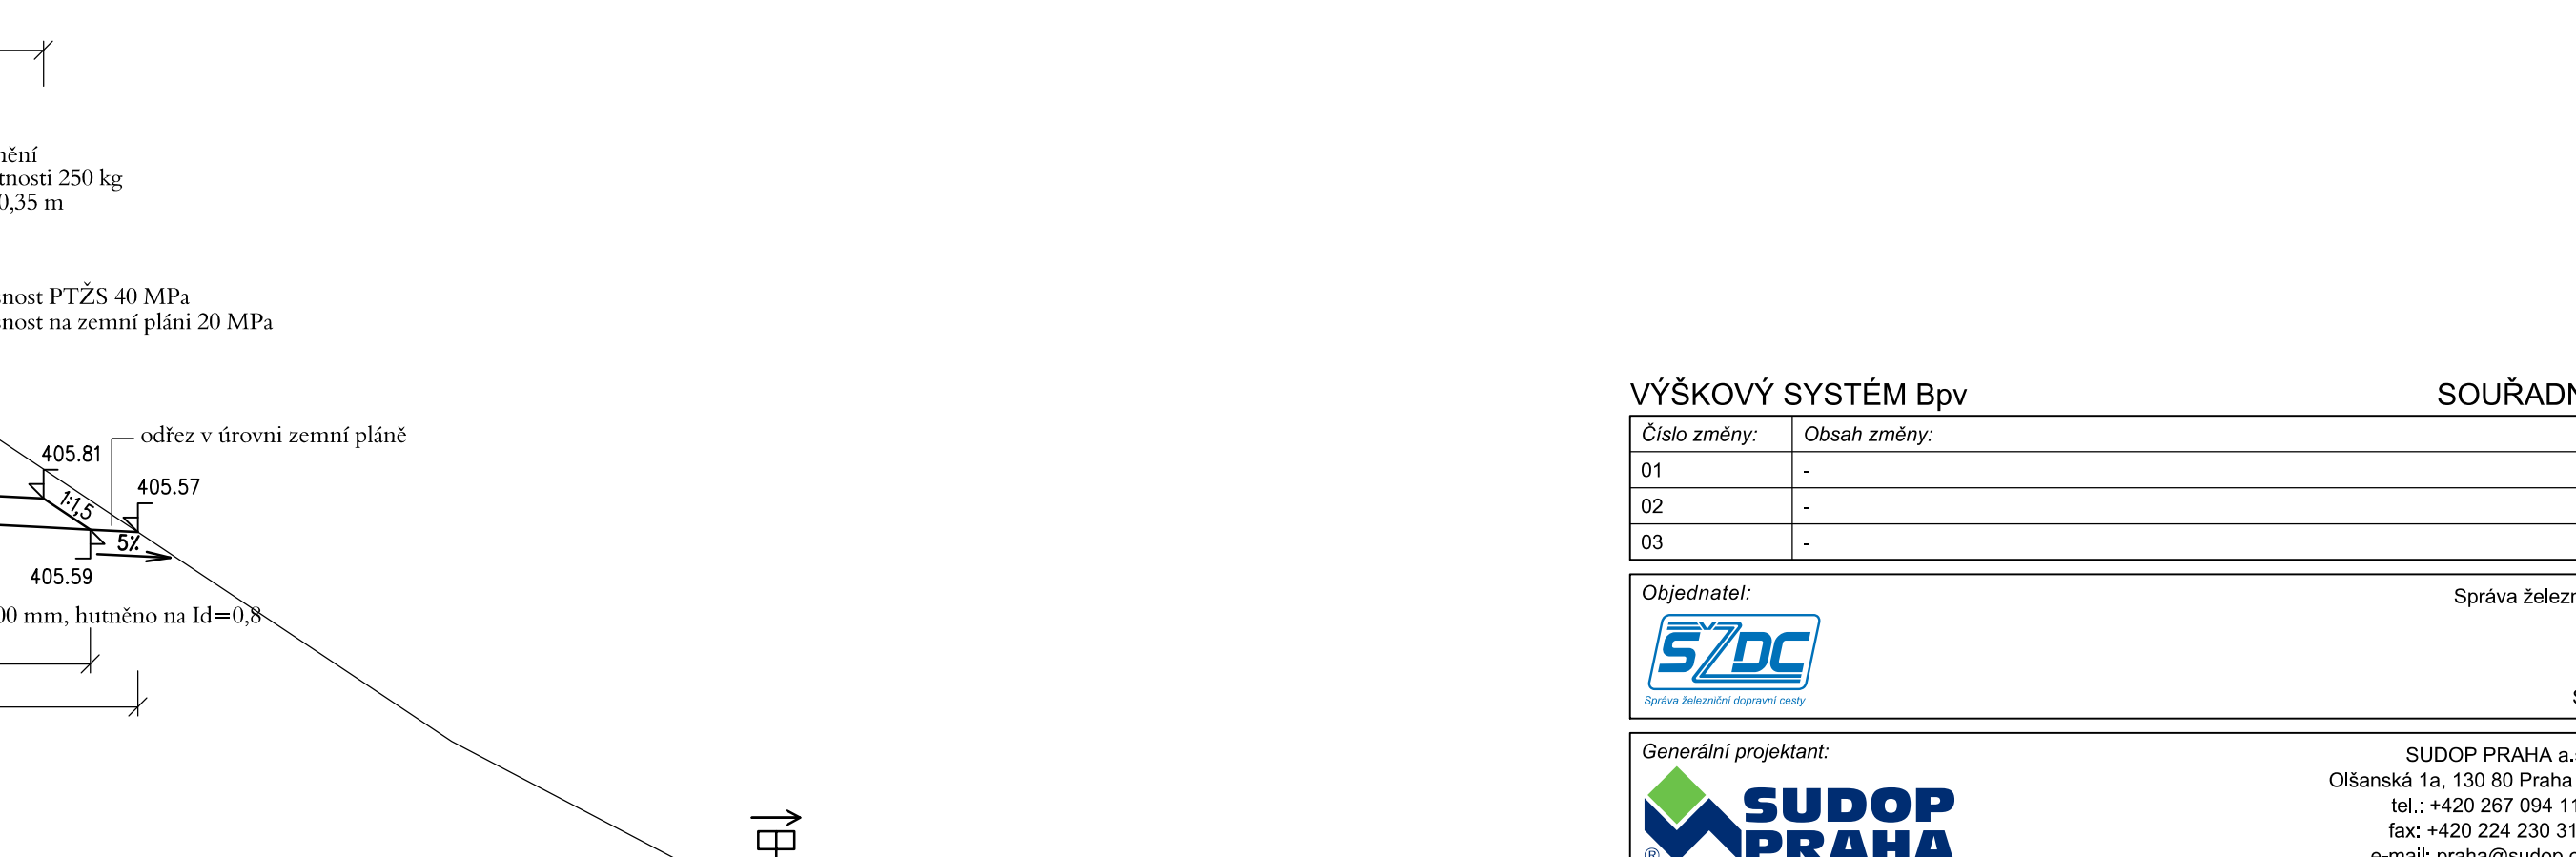 nění
tnosti 250 kg
0,35 m
nost PTŽS 40 MPa
nost na zemní pláni 20 MPa
odřez v úrovni zemní pláně
405.81
405.57
1:1,5
5%
405.59
00 mm, hutněno na Id=0,8
VÝŠKOVÝ SYSTÉM Bpv
SOUŘADN
Číslo změny: Obsah změny:
01 -
02 -
03 -
Objednatel:
Správa želez
ŠŽDC
Správa železniční dopravní cesty
Generální projektant:
SUDOP PRAHA a.
Olšanská 1a, 130 80 Praha
tel.: +420 267 094 11
fax: +420 224 230 31
e-mail: praha@sudop.
SUDOP
PRAHA
®